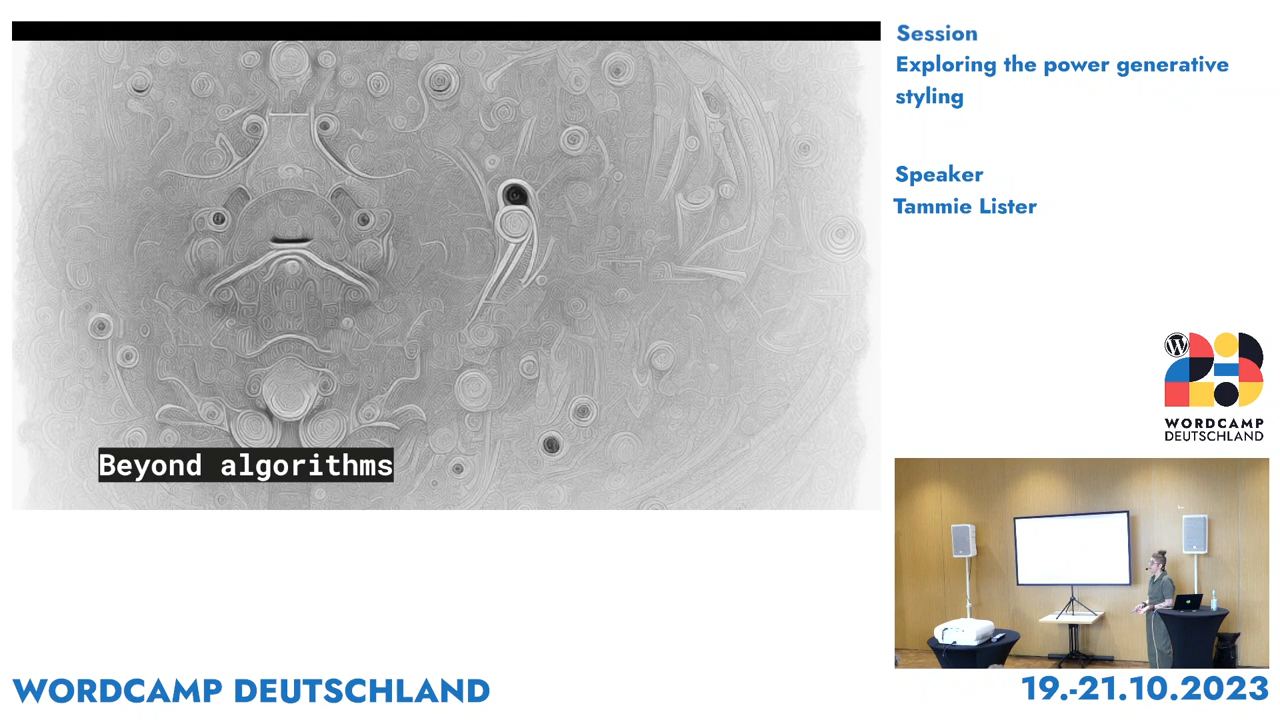 Session
Exploring the power generative
styling
Speaker
Tammie Lister
Beyond algorithms
WORDCAMP
DEUTSCHLAND
WORDCAMP DEUTSCHLAND
19.-21.10.2023